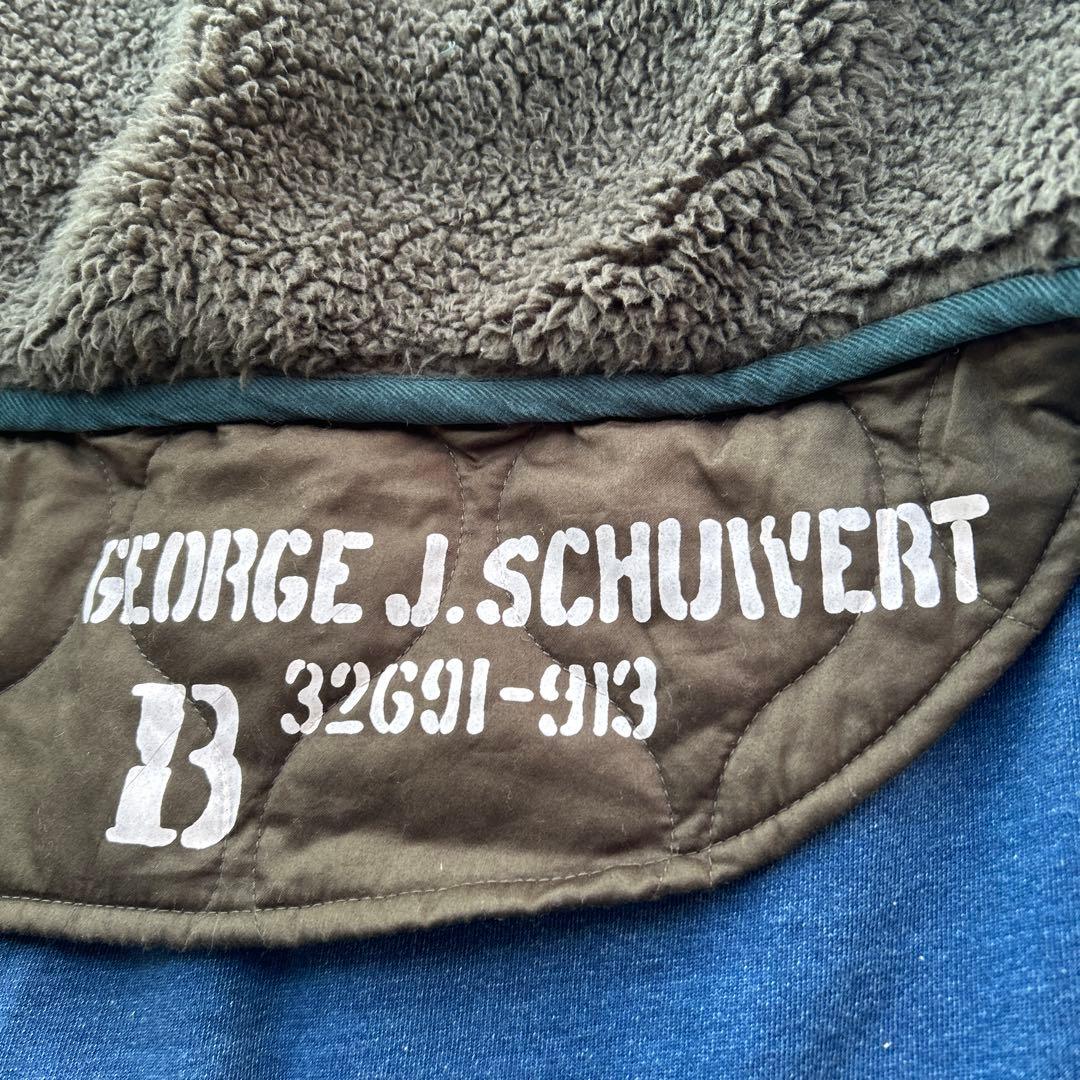 GEORGE J. SCHUWERT
32691-913
B